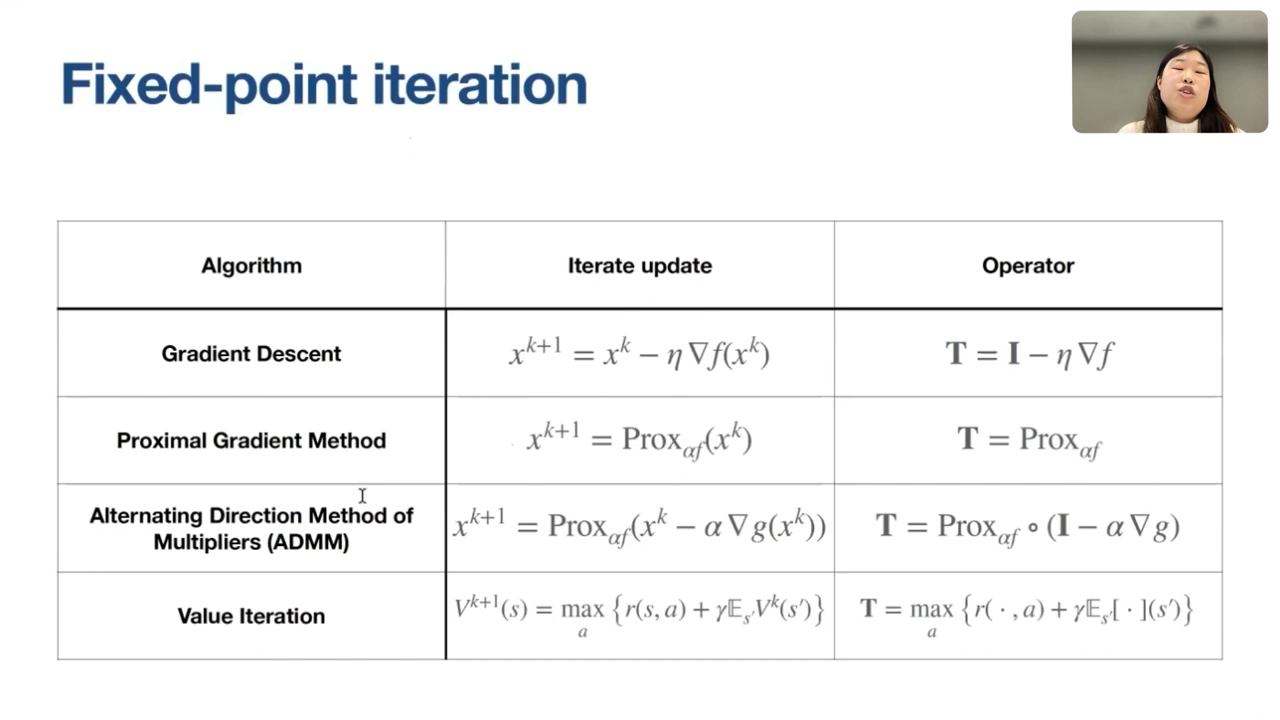 Fixed-point iteration
Algorithm Iterate update Operator
Gradient Descent x^{k+1} = x^k − η ∇f(x^k) T = I − η ∇f
Proximal Gradient Method x^{k+1} = Prox_{αf}(x^k) T = Prox_{αf}
Alternating Direction Method of
Multipliers (ADMM) x^{k+1} = Prox_{αf}(x^k − α ∇g(x^k)) T = Prox_{αf} ∘ (I − α ∇g)
Value Iteration V^{k+1}(s) = max_a {r(s, a) + γ𝔼_{s′}V^k(s′)} T = max_a {r( · , a) + γ𝔼_{s′}[ · ](s′)}